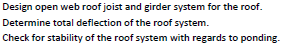 Design open web roof joist and girder system for the roof.
Determine total deflection of the roof system.
Check for stability of the roof system with regards to ponding.